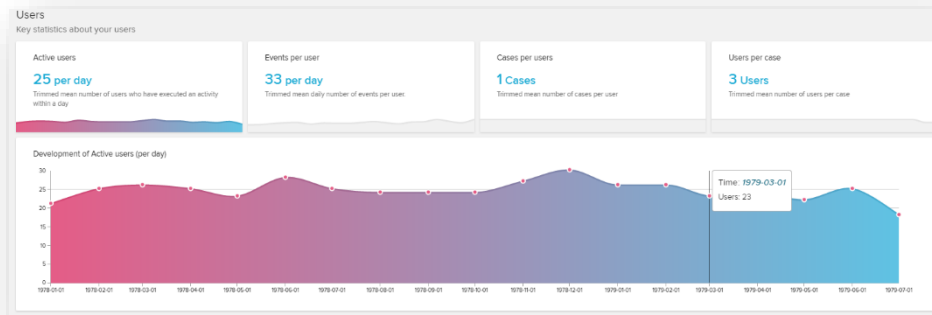 Users
Key statistics about your users
Active users
25 per day
Trimmed mean number of users who have executed an activity
within a day
Events per user
33 per day
Trimmed mean daily number of events per user
Cases per users
1 Cases
Trimmed mean number of cases per user
Users per case
3 Users
Trimmed mean number of users per case
Development of Active users (per day)
30
25
20
15
10
5
0
Time: 1979-03-01
Users: 23
1978-01-01 1978-02-01 1978-03-01 1978-04-01 1978-05-01 1978-06-01 1978-07-01 1978-08-01 1978-09-01 1978-10-01 1978-11-01 1978-12-01 1979-01-01 1979-02-01 1979-03-01 1979-04-01 1979-05-01 1979-06-01 1979-07-01